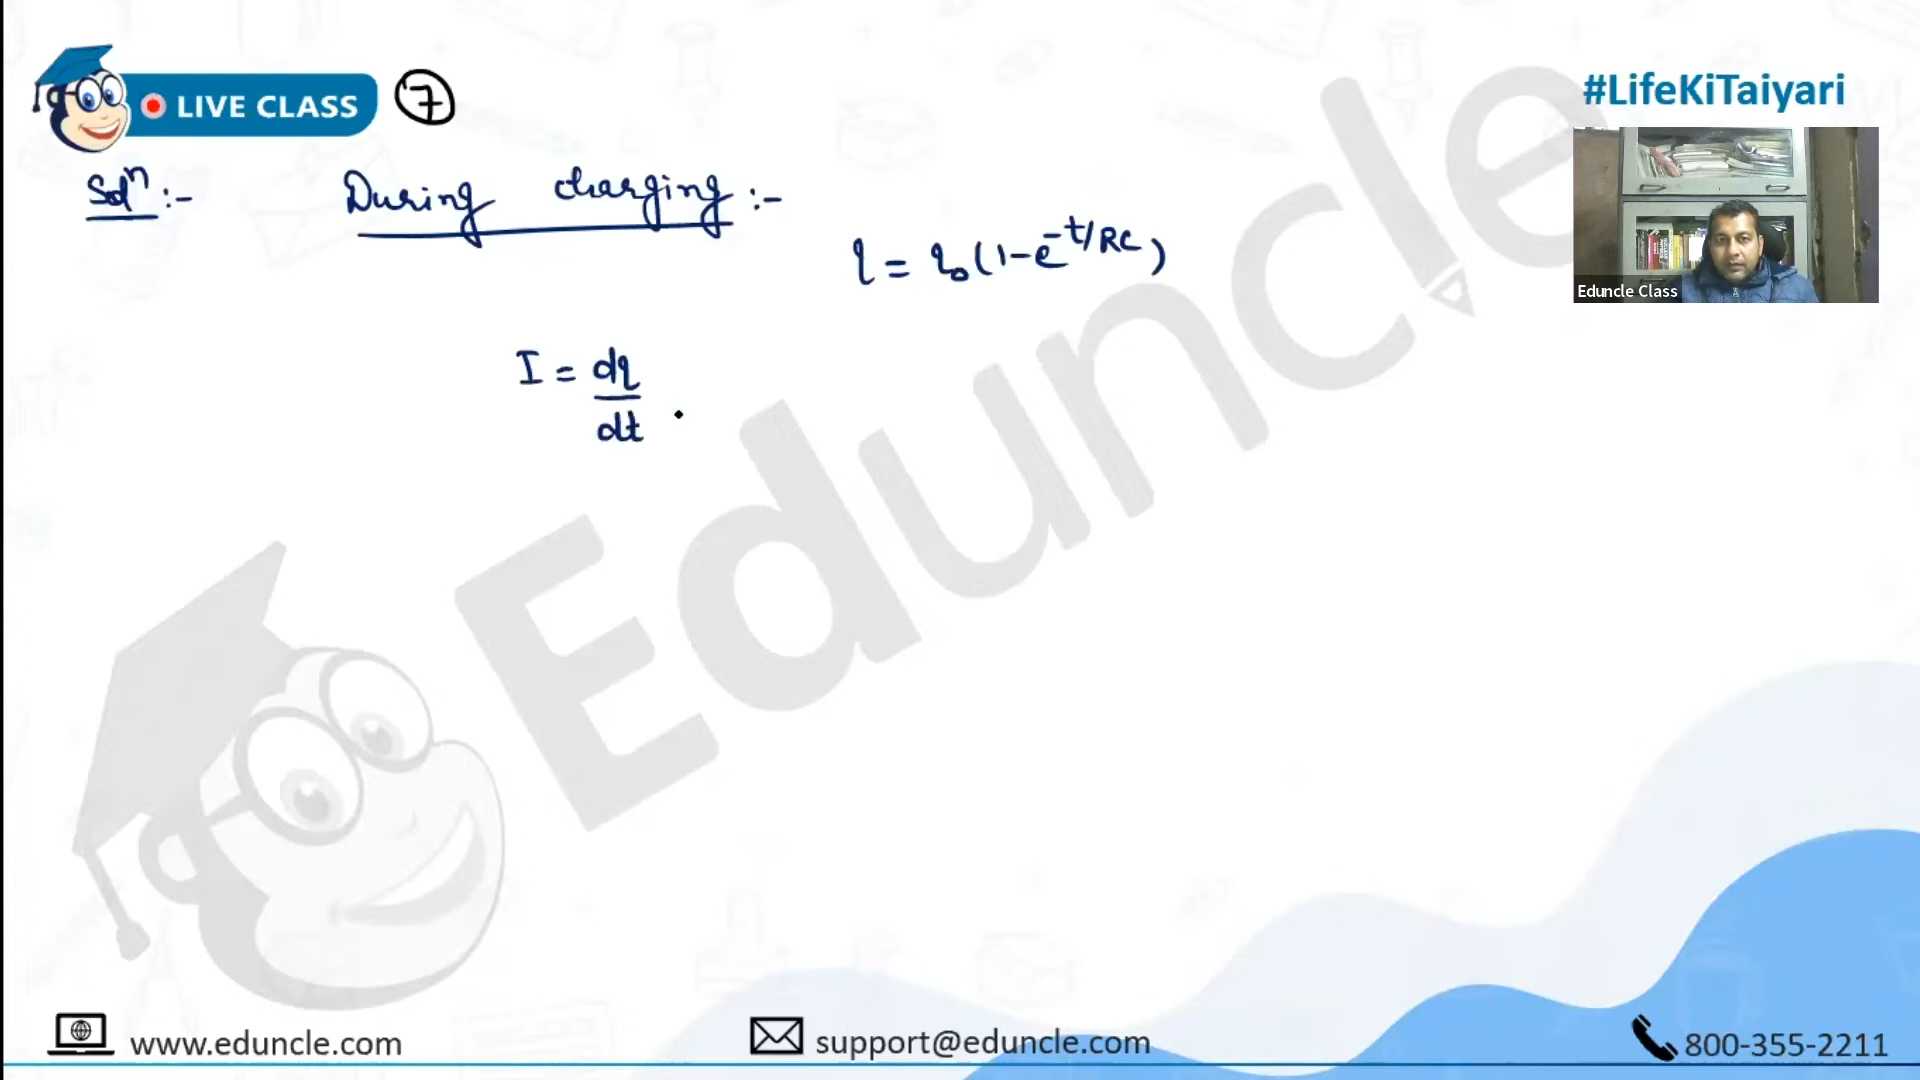 LIVE CLASS 7
#LifeKiTaiyari
Solⁿ :- During charging :-
q = q₀ (1-e^-t/RC)
Eduncle Class
I = dq/dt
Eduncle
www.eduncle.com
support@eduncle.com
800-355-2211